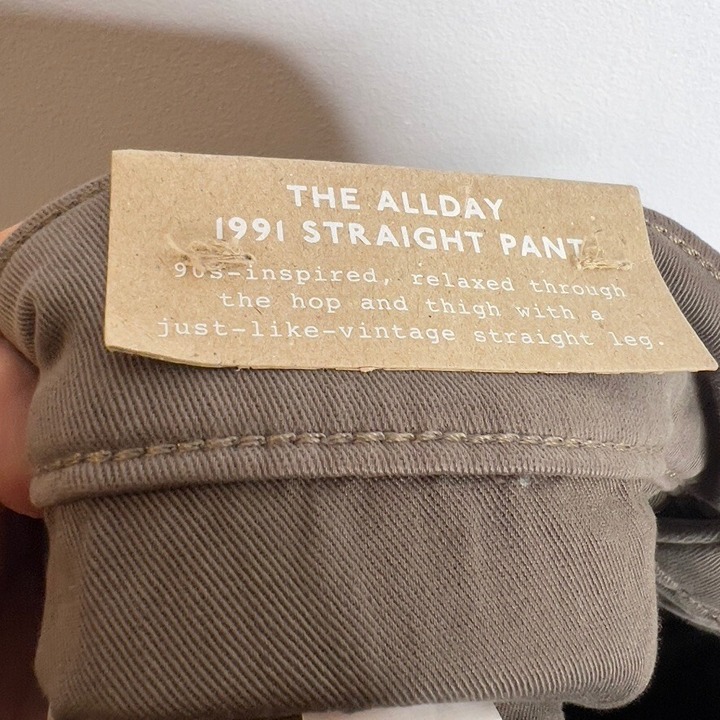 THE ALLDAY
1991 STRAIGHT PANT
90s-inspired, relaxed through
the hop and thigh with a
just-like-vintage straight leg.